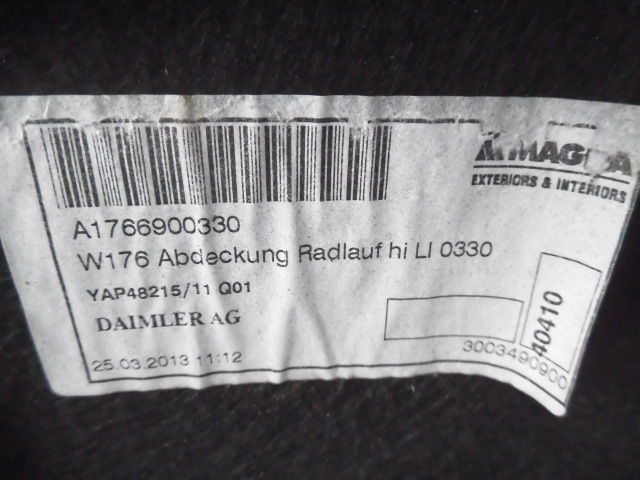 MAGNA
EXTERIORS & INTERIORS
A1766900330
W176 Abdeckung Radlauf hi LI 0330
YAP48215/11 Q01
DAIMLER AG
25.03.2013 11:12
40410
3003490900